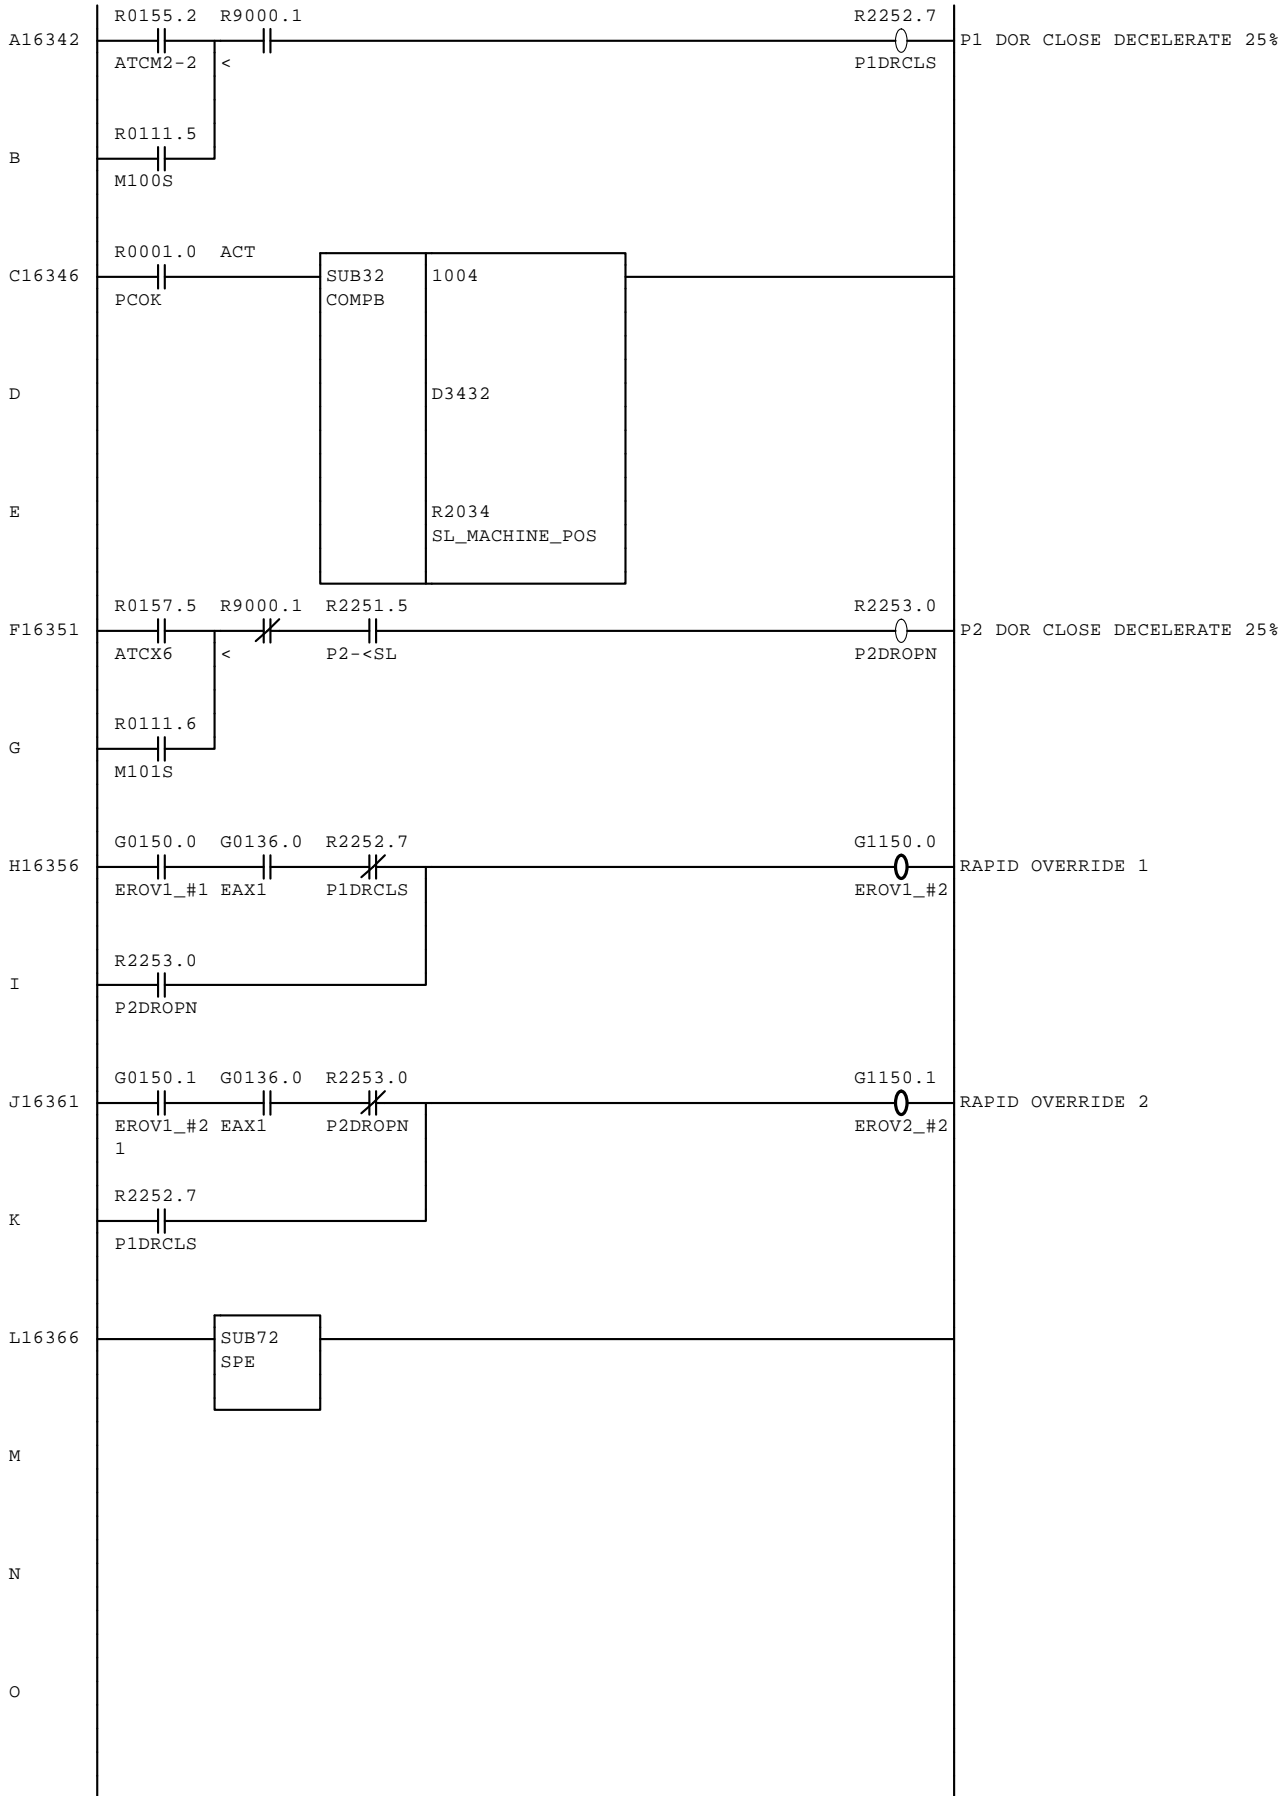 R0155.2 R9000.1 R2252.7
A16342 P1 DOR CLOSE DECELERATE 25%
ATCM2-2 < P1DRCLS
R0111.5
B
M100S
R0001.0 ACT
C16346 SUB32 1004
PCOK COMPB
D D3432
E R2034
SL_MACHINE_POS
R0157.5 R9000.1 R2251.5 R2253.0
F16351 P2 DOR CLOSE DECELERATE 25%
ATCX6 < P2-<SL P2DROPN
R0111.6
G
M101S
G0150.0 G0136.0 R2252.7 G1150.0
H16356 RAPID OVERRIDE 1
EROV1_#1 EAX1 P1DRCLS EROV1_#2
R2253.0
I
P2DROPN
G0150.1 G0136.0 R2253.0 G1150.1
J16361 RAPID OVERRIDE 2
EROV1_#2 EAX1 P2DROPN EROV2_#2
1
R2252.7
K
P1DRCLS
L16366 SUB72
SPE
M
N
O